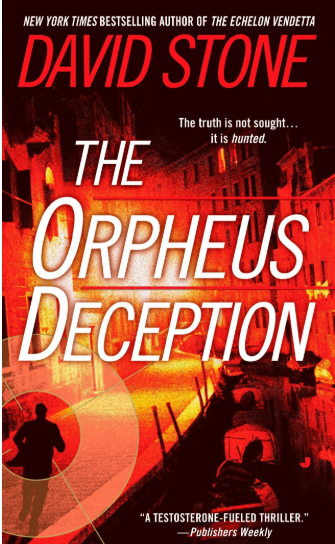 NEW YORK TIMES BESTSELLING AUTHOR OF THE ECHELON VENDETTA
DAVID STONE
The truth is not sought...
it is hunted.
THE
ORPHEUS
DECEPTION
"A TESTOSTERONE-FUELED THRILLER."
—Publishers Weekly